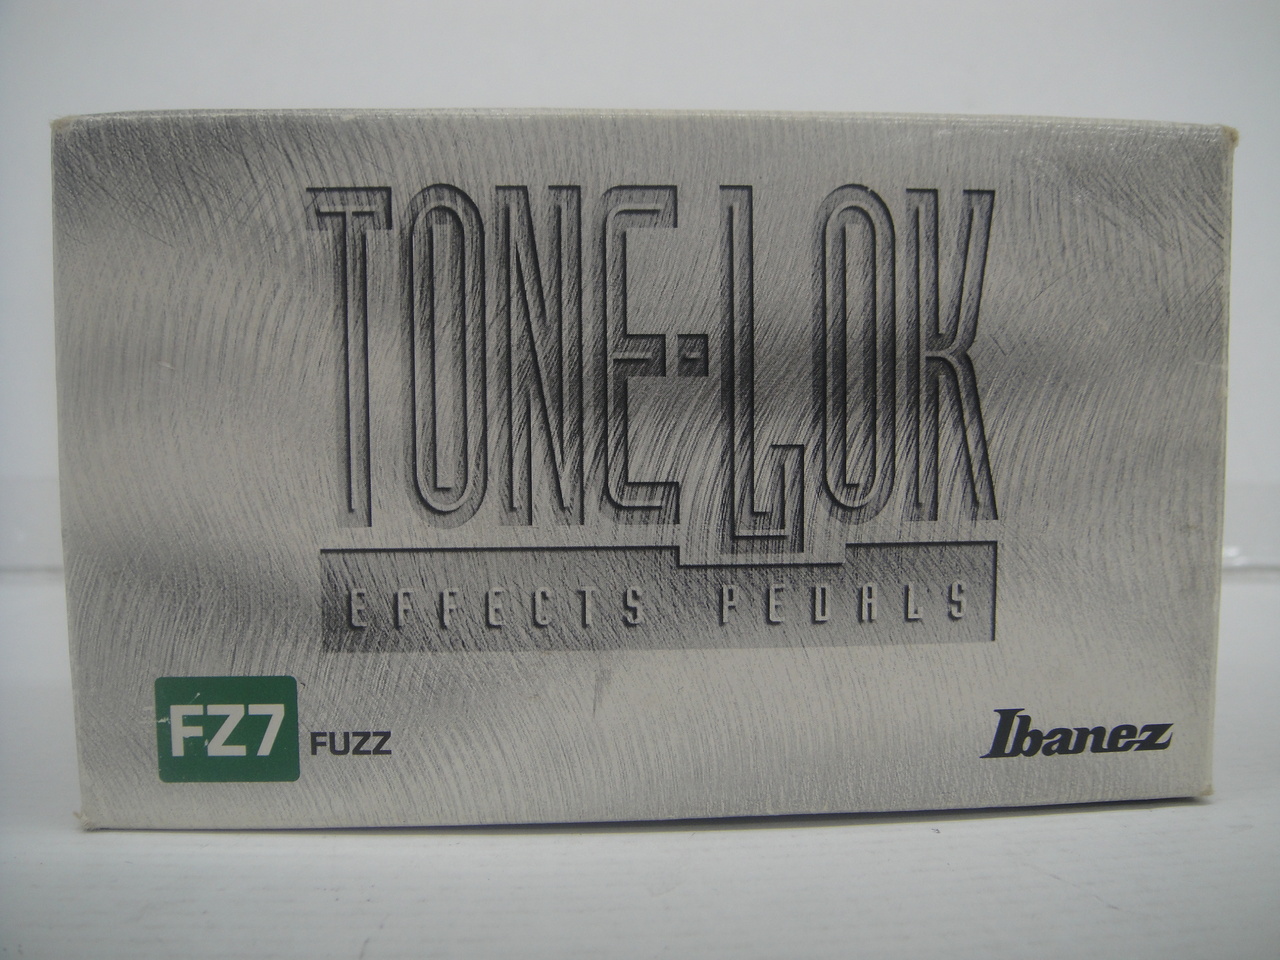 TONE-LOK
EFFECTS PEDALS
FZ7 FUZZ
Ibanez